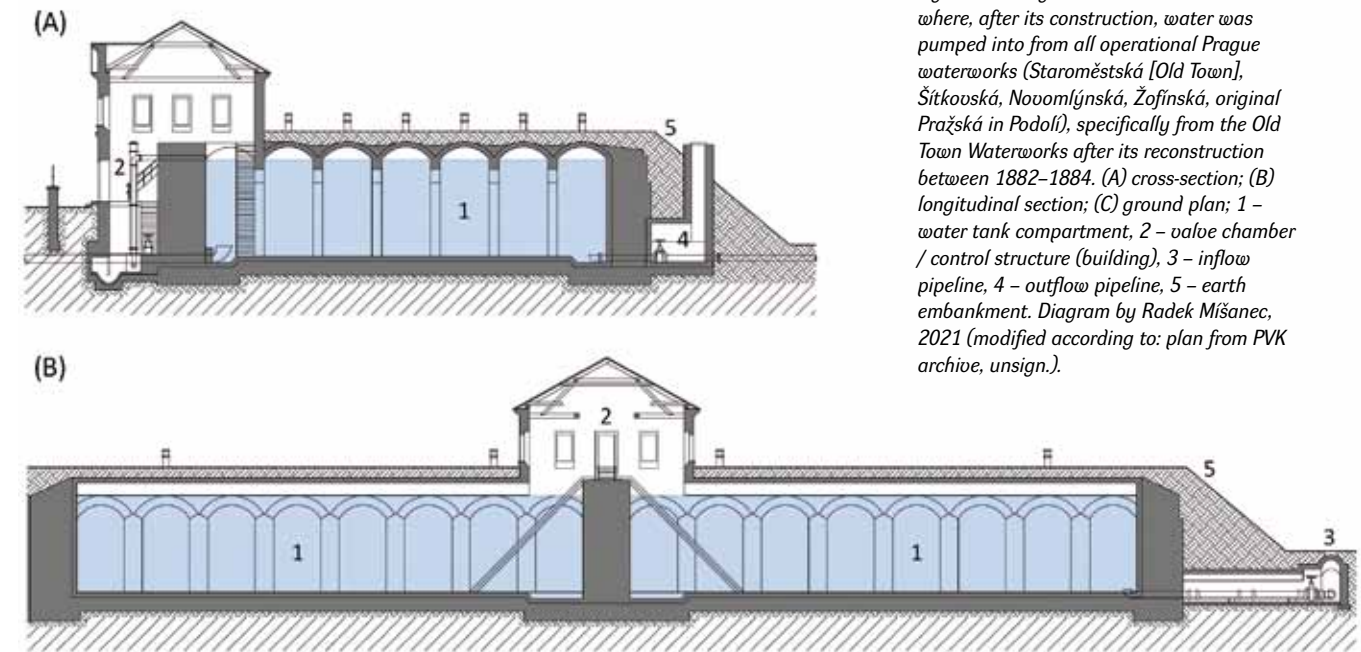 (A)
5
2
1
4
where, after its construction, water was
pumped into from all operational Prague
waterworks (Staroměstská [Old Town],
Šítkovská, Novomlýnská, Žofínská, original
Pražská in Podolí), specifically from the Old
Town Waterworks after its reconstruction
between 1882–1884. (A) cross-section; (B)
longitudinal section; (C) ground plan; 1 –
water tank compartment, 2 – valve chamber
/ control structure (building), 3 – inflow
pipeline, 4 – outflow pipeline, 5 – earth
embankment. Diagram by Radek Míšanec,
2021 (modified according to: plan from PVK
archive, unsign.).
(B)
2
5
3
1
1